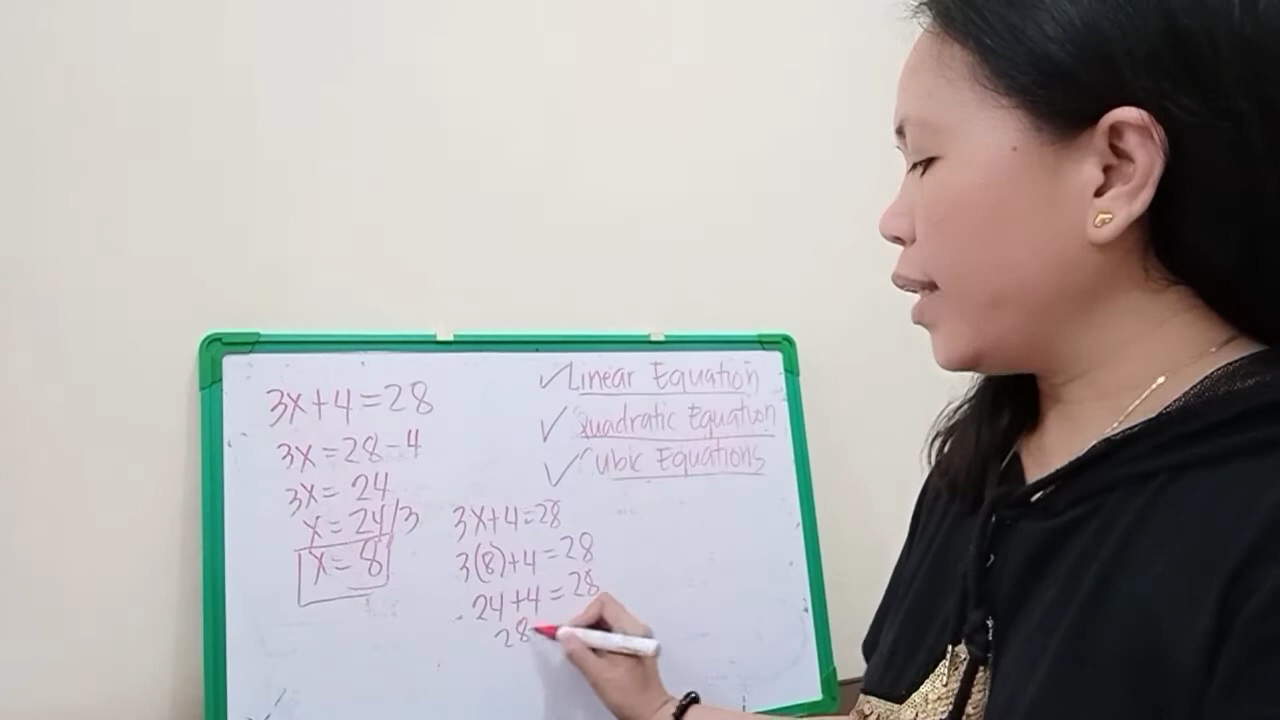 3x+4=28
3x=28-4
3x=24
x=24/3
x=8
✓Linear Equation
✓Quadratic Equation
✓Cubic Equations
3x+4=28
3(8)+4=28
24+4=28
28